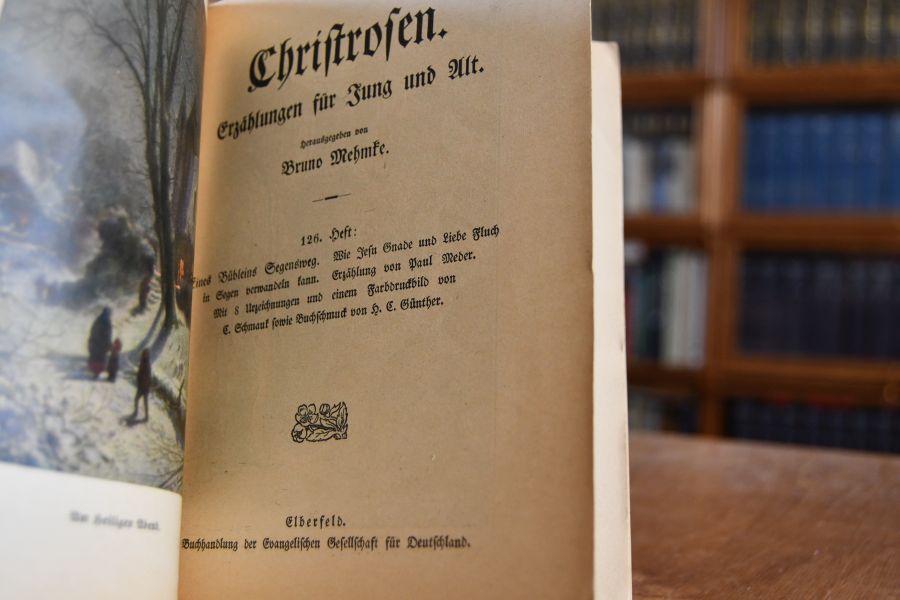 Christrosen.
Erzählungen für Jung und Alt.
Herausgegeben von
Bruno Mehmke.
126. Heft:
Eines Bübleins Segensweg. Wie Jesu Gnade und Liebe Fluch
in Segen verwandeln kann. Erzählung von Paul Meder.
Mit 8 Urzeichnungen und einem Farbdruckbild von
C. Schmauk sowie Buchschmuck von H. C. Günther.
Elberfeld.
Buchhandlung der Evangelischen Gesellschaft für Deutschland.
Am Heiligen Abend.